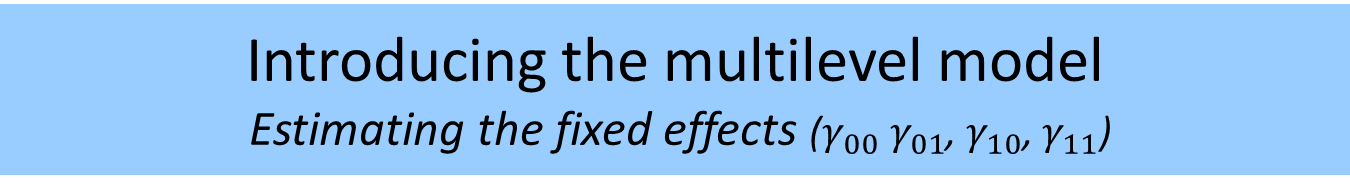 Introducing the multilevel model
Estimating the fixed effects (γ₀₀ γ₀₁, γ₁₀, γ₁₁)